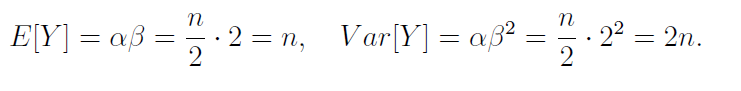 E[Y] = αβ = n/2 · 2 = n, Var[Y] = αβ² = n/2 · 2² = 2n.